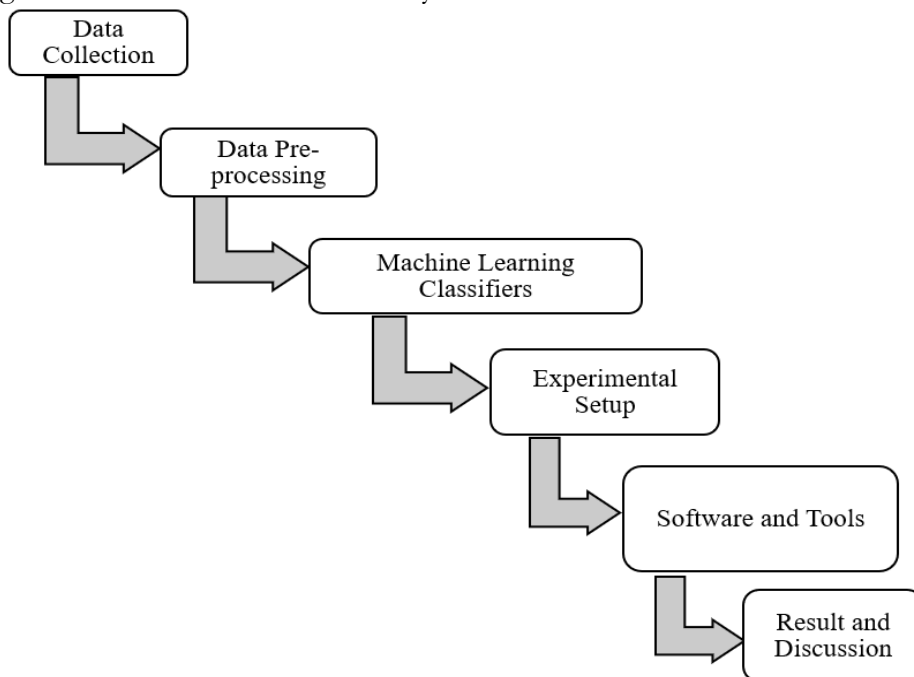 Data
Collection
Data Pre-
processing
Machine Learning
Classifiers
Experimental
Setup
Software and Tools
Result and
Discussion